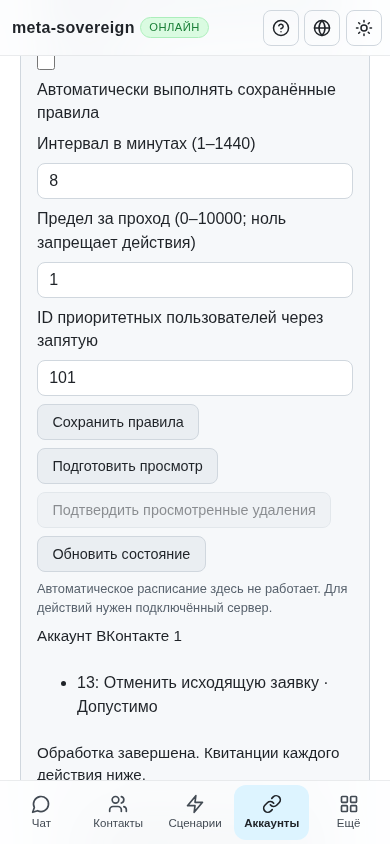 meta-sovereign ОНЛАЙН
Автоматически выполнять сохранённые
правила
Интервал в минутах (1–1440)
8
Предел за проход (0–10000; ноль
запрещает действия)
1
ID приоритетных пользователей через
запятую
101
Сохранить правила
Подготовить просмотр
Подтвердить просмотренные удаления
Обновить состояние
Автоматическое расписание здесь не работает. Для
действий нужен подключённый сервер.
Аккаунт ВКонтакте 1
13: Отменить исходящую заявку ·
Допустимо
Обработка завершена. Квитанции каждого
действия ниже.
Чат Контакты Сценарии Аккаунты Ещё